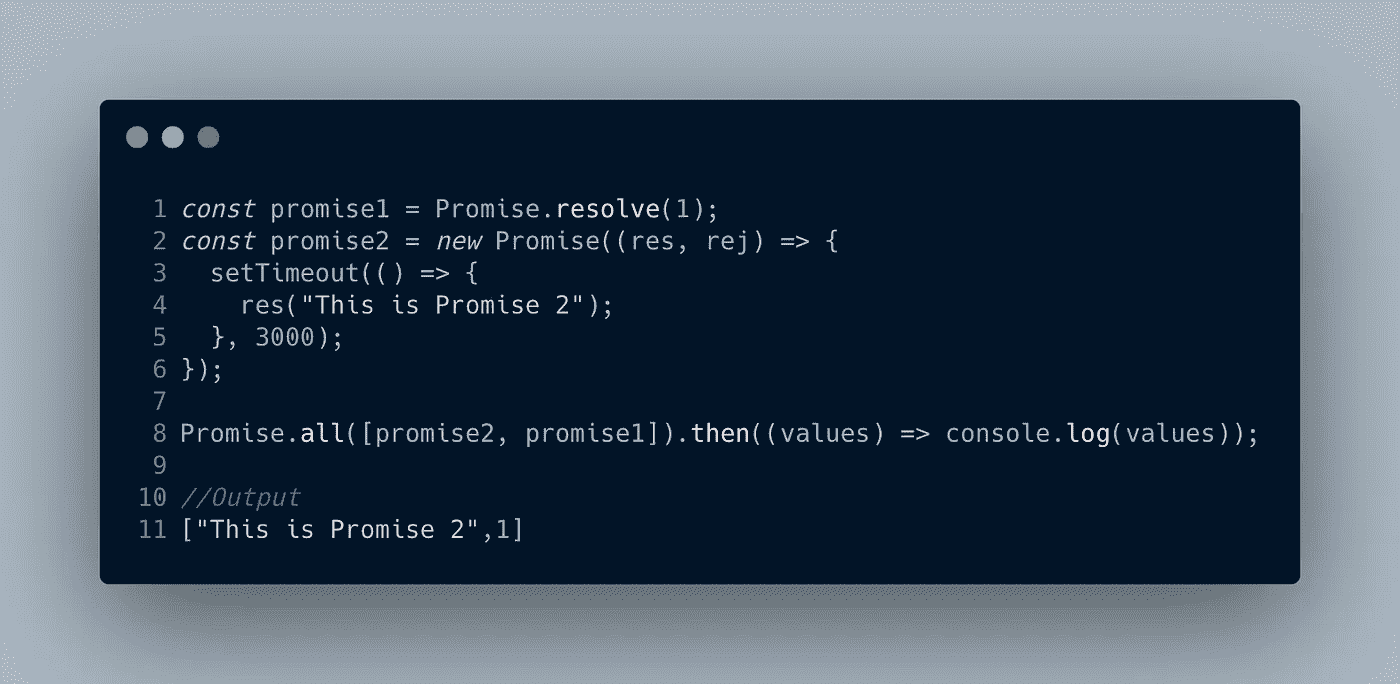 1 const promise1 = Promise.resolve(1);
2 const promise2 = new Promise((res, rej) => {
3   setTimeout(() => {
4     res("This is Promise 2");
5   }, 3000);
6 });
7
8 Promise.all([promise2, promise1]).then((values) => console.log(values));
9
10 //Output
11 ["This is Promise 2",1]